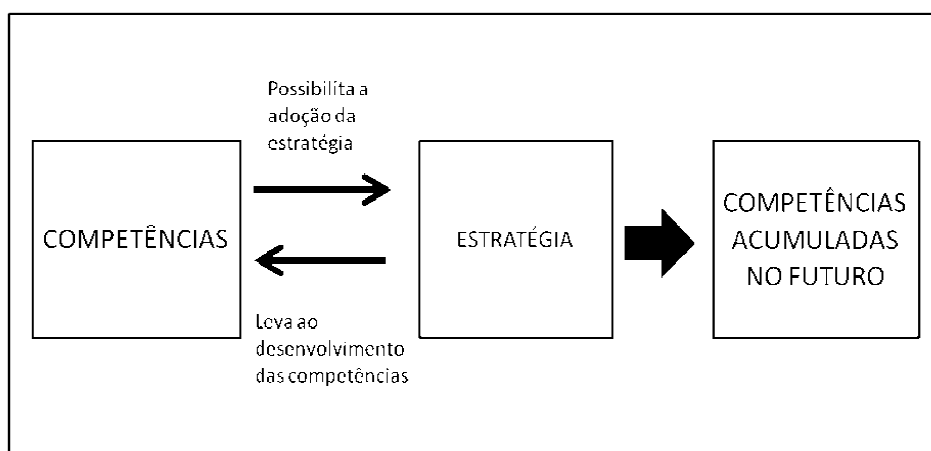 Possibilita a
adoção da
estratégia
COMPETÊNCIAS
ESTRATÉGIA
COMPETÊNCIAS
ACUMULADAS
NO FUTURO
Leva ao
desenvolvimento
das competências